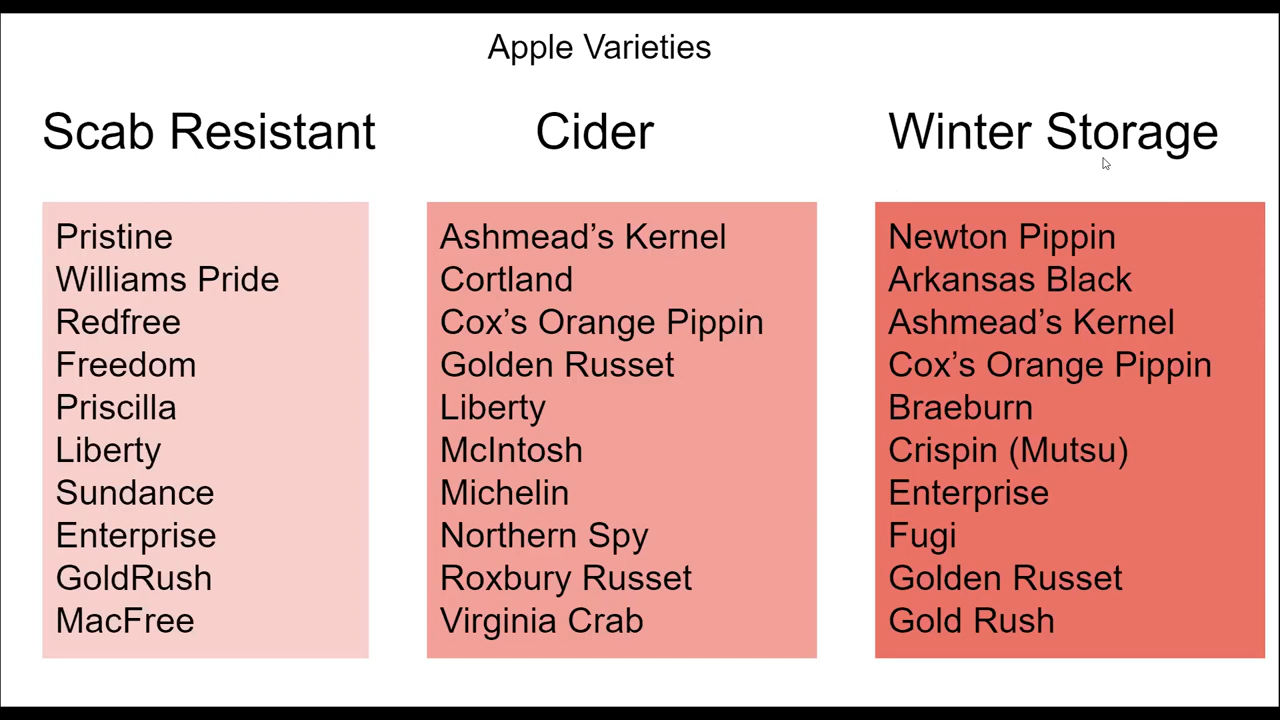 Apple Varieties
Scab Resistant
Pristine
Williams Pride
Redfree
Freedom
Priscilla
Liberty
Sundance
Enterprise
GoldRush
MacFree
Cider
Ashmead’s Kernel
Cortland
Cox’s Orange Pippin
Golden Russet
Liberty
McIntosh
Michelin
Northern Spy
Roxbury Russet
Virginia Crab
Winter Storage
Newton Pippin
Arkansas Black
Ashmead’s Kernel
Cox’s Orange Pippin
Braeburn
Crispin (Mutsu)
Enterprise
Fugi
Golden Russet
Gold Rush